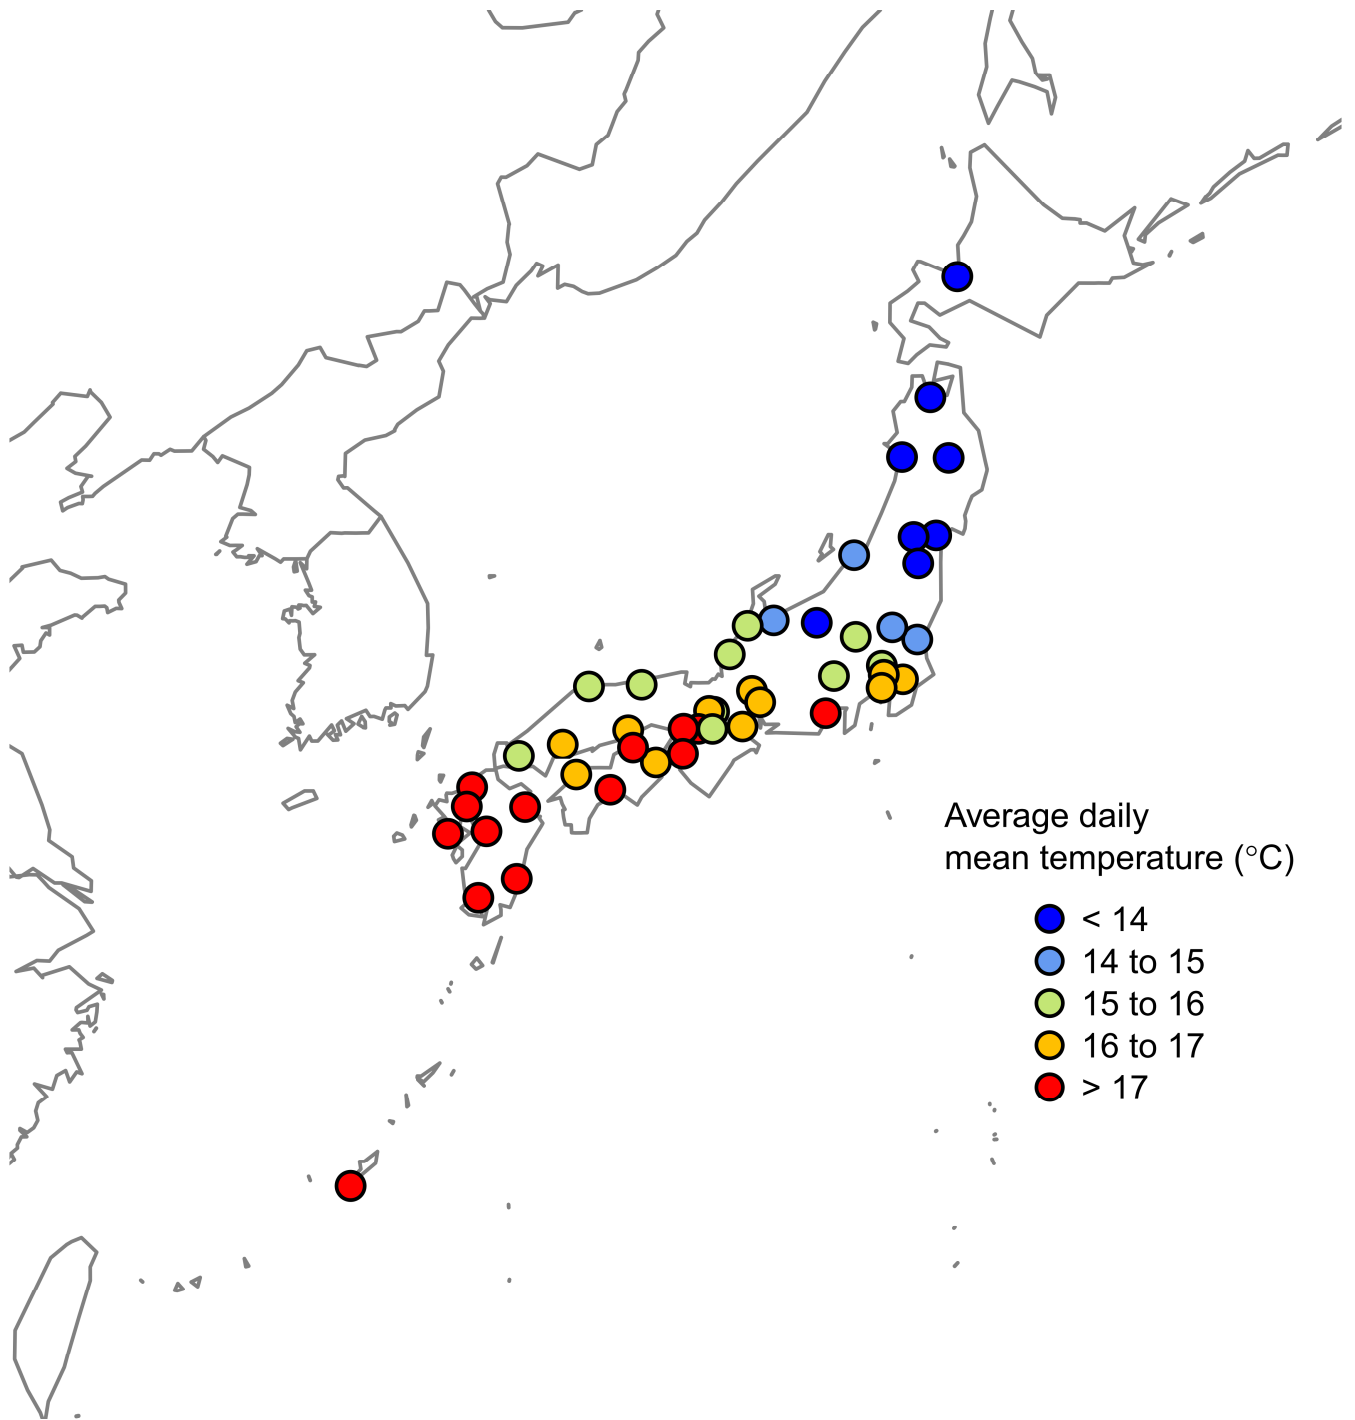 Average daily
mean temperature (°C)
< 14
14 to 15
15 to 16
16 to 17
> 17